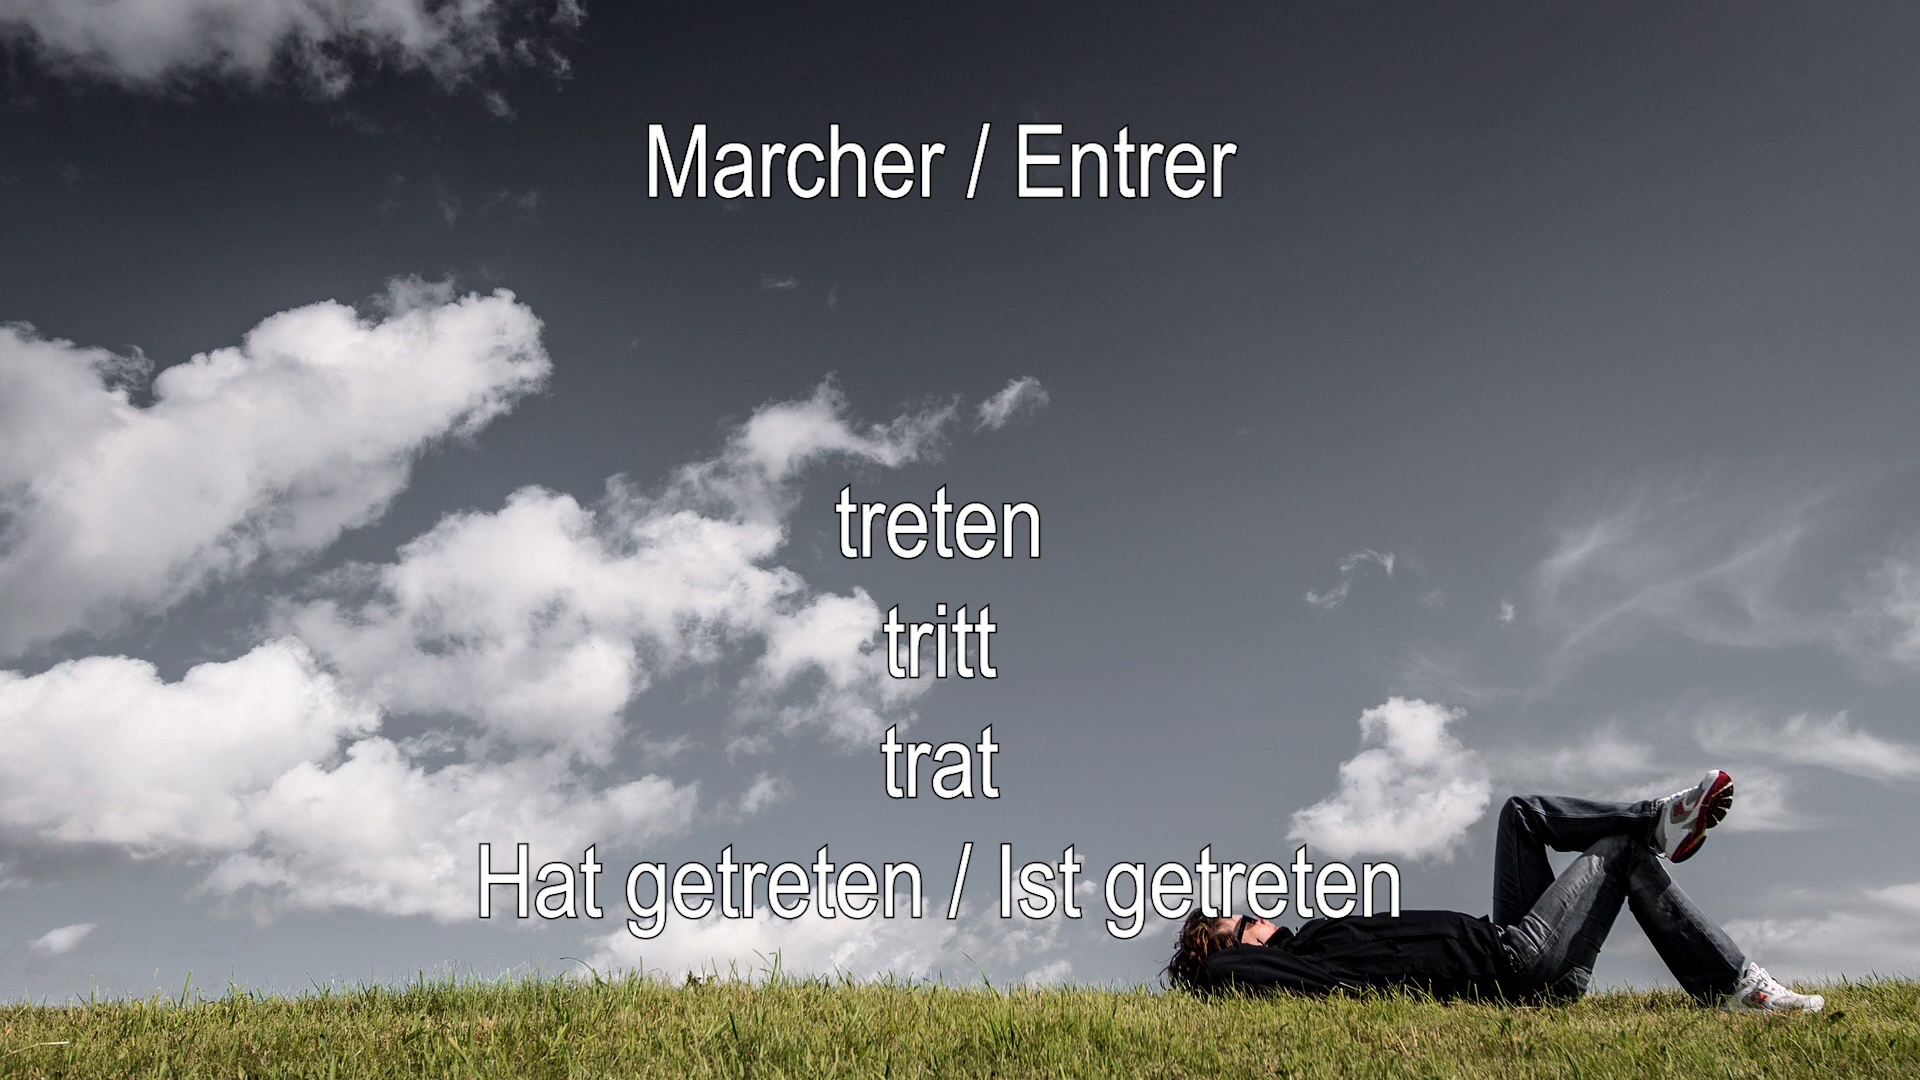 Marcher / Entrer
treten
tritt
trat
Hat getreten / Ist getreten